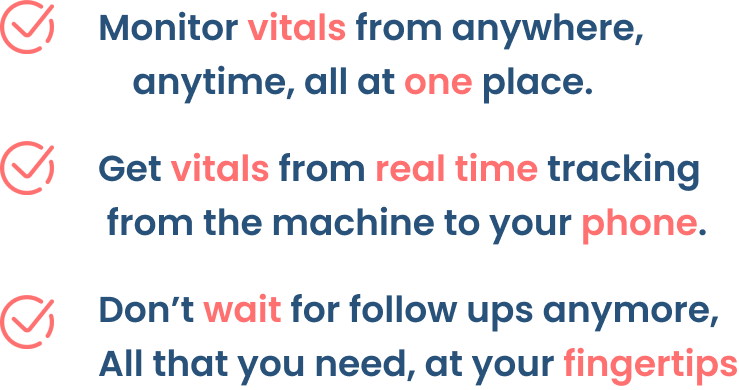 Monitor vitals from anywhere,
anytime, all at one place.
Get vitals from real time tracking
from the machine to your phone.
Don’t wait for follow ups anymore,
All that you need, at your fingertips